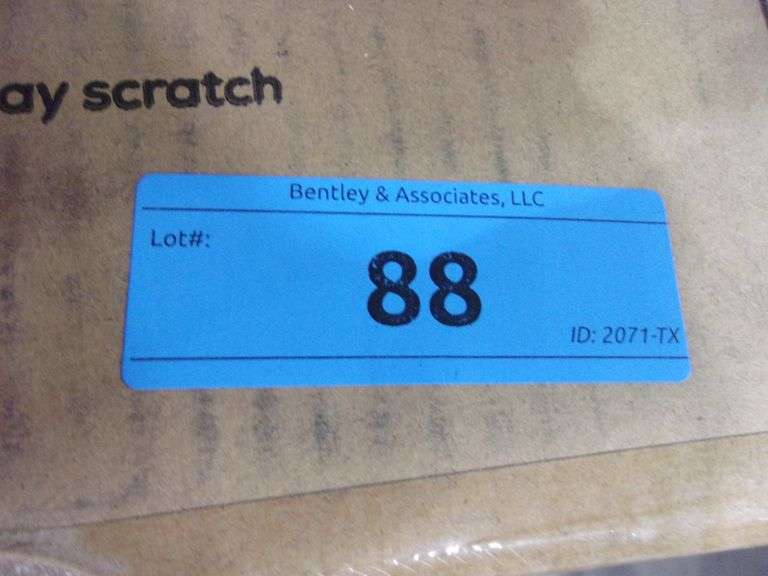 ay scratch
Bentley & Associates, LLC
Lot#:
88
ID: 2071-TX